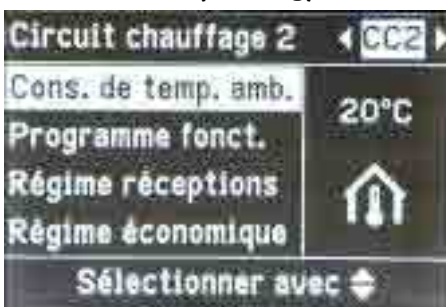 Circuit chauffage 2 CC2
Cons. de temp. amb.
20°C
Programme fonct.
Régime réceptions
Régime économique
Sélectionner avec